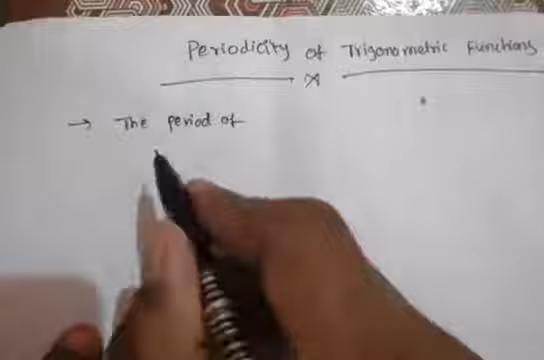 Periodicity of Trigonometric Functions
→ The period of